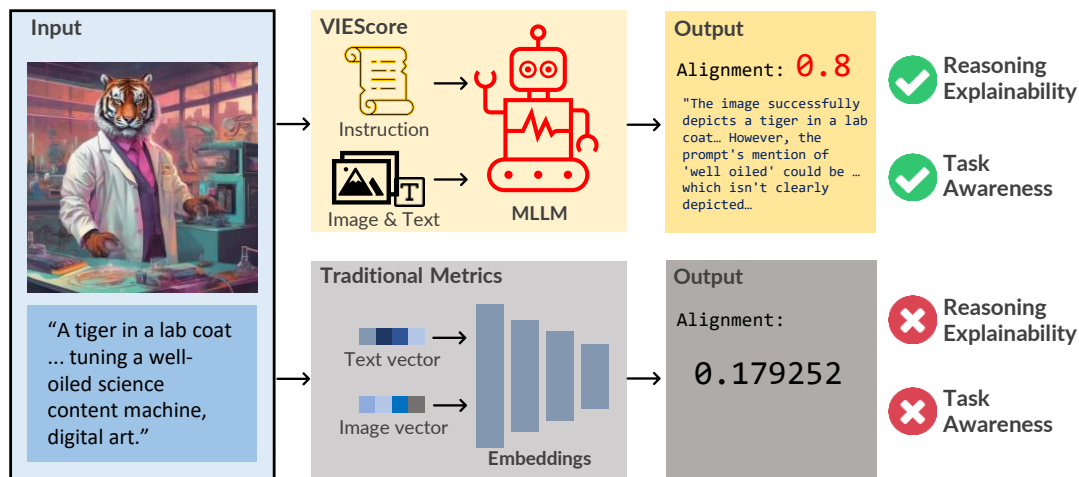 Input
"A tiger in a lab coat
... tuning a well-
oiled science
content machine,
digital art."
VIEScore
Instruction
T
Image & Text
MLLM
Output
Alignment: 0.8
"The image successfully
depicts a tiger in a lab
coat… However, the
prompt's mention of
'well oiled' could be …
which isn't clearly
depicted…
Reasoning
Explainability
Task
Awareness
Traditional Metrics
Text vector
Image vector
Embeddings
Output
Alignment:
0.179252
Reasoning
Explainability
Task
Awareness